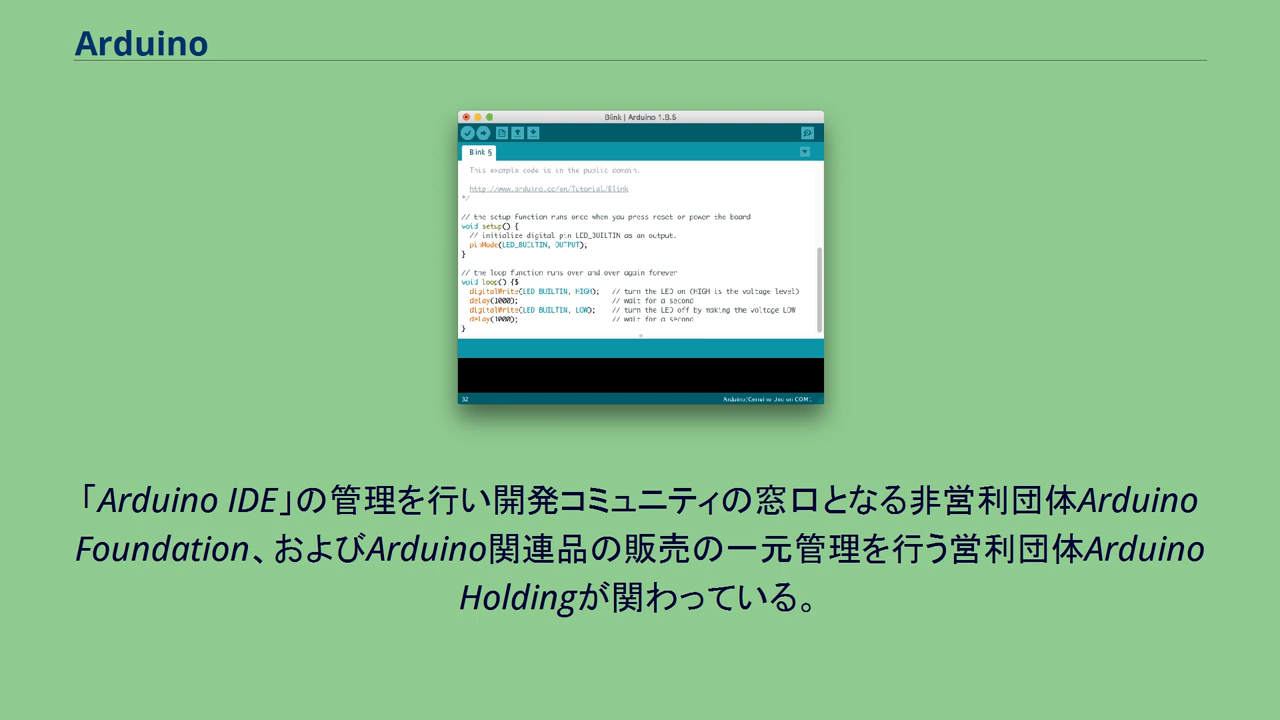 Arduino
Blink | Arduino 1.8.5
Blink §
This example code is in the public domain.
http://www.arduino.cc/en/Tutorial/Blink
*/
// the setup function runs once when you press reset or power the board
void setup() {
// initialize digital pin LED_BUILTIN as an output.
pinMode(LED_BUILTIN, OUTPUT);
}
// the loop function runs over and over again forever
void loop() {$
digitalWrite(LED_BUILTIN, HIGH); // turn the LED on (HIGH is the voltage level)
delay(1000); // wait for a second
digitalWrite(LED_BUILTIN, LOW); // turn the LED off by making the voltage LOW
delay(1000); // wait for a second
}
32 Arduino/Genuino Uno on COM1
「Arduino IDE」の管理を行い開発コミュニティの窓口となる非営利団体Arduino
Foundation、およびArduino関連品の販売の一元管理を行う営利団体Arduino
Holdingが関わっている。